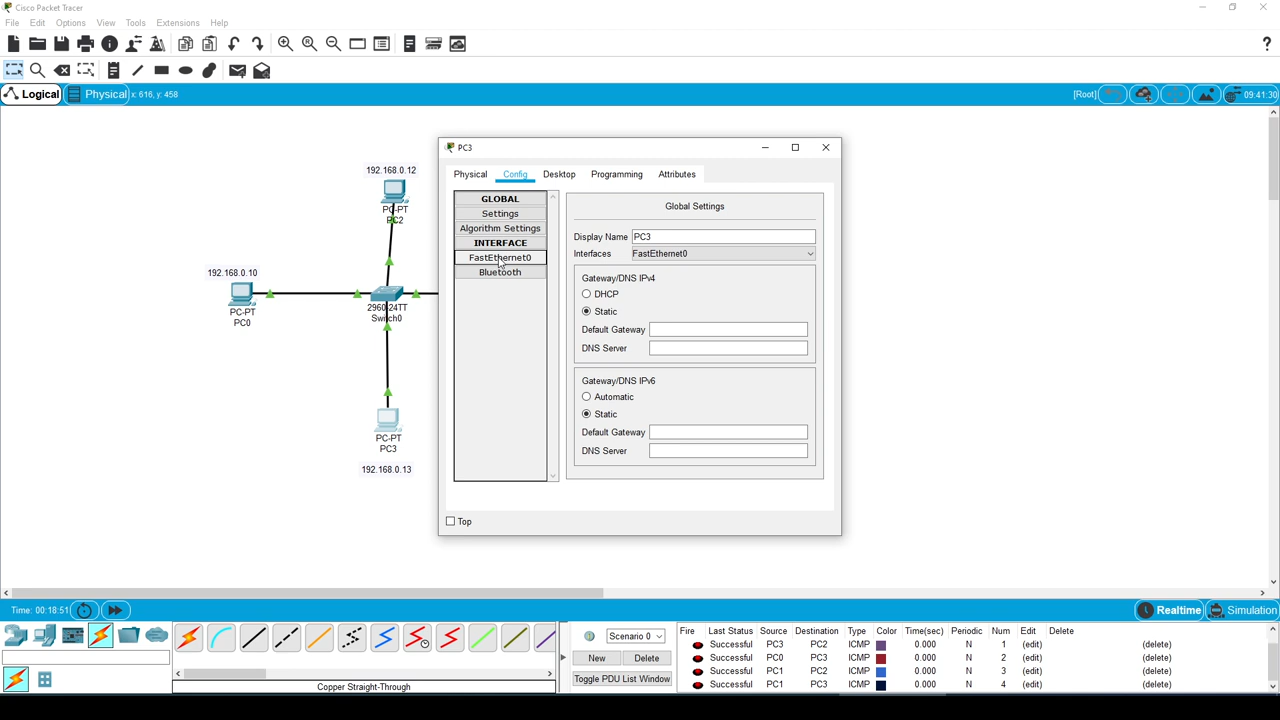 Cisco Packet Tracer
File Edit Options View Tools Extensions Help
?
Logical Physical x: 616, y: 458 [Root] 09:41:30
192.168.0.12
PC-PT
PC2
192.168.0.10
PC-PT
PC0
2960-24TT
Switch0
PC-PT
PC3
192.168.0.13
PC3
Physical Config Desktop Programming Attributes
GLOBAL
Settings
Algorithm Settings
INTERFACE
FastEthernet0
Bluetooth
Global Settings
Display Name PC3
Interfaces FastEthernet0
Gateway/DNS IPv4
DHCP
Static
Default Gateway
DNS Server
Gateway/DNS IPv6
Automatic
Static
Default Gateway
DNS Server
Top
Time: 00:18:51 Realtime Simulation
Copper Straight-Through
Scenario 0
New Delete
Toggle PDU List Window
Fire Last Status Source Destination Type Color Time(sec) Periodic Num Edit Delete
Successful PC3 PC2 ICMP 0.000 N 1 (edit) (delete)
Successful PC0 PC3 ICMP 0.000 N 2 (edit) (delete)
Successful PC1 PC2 ICMP 0.000 N 3 (edit) (delete)
Successful PC1 PC3 ICMP 0.000 N 4 (edit) (delete)